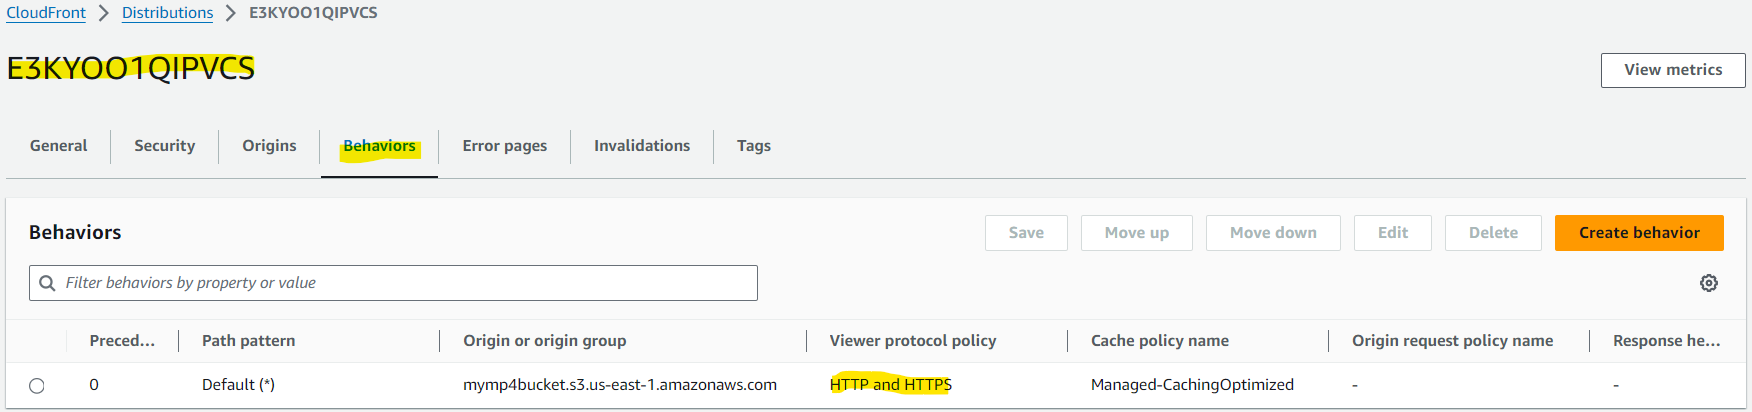 CloudFront > Distributions > E3KYOO1QIPVCS
E3KYOO1QIPVCS
View metrics
General Security Origins Behaviors Error pages Invalidations Tags
Behaviors Save Move up Move down Edit Delete Create behavior
Filter behaviors by property or value
Preced... Path pattern Origin or origin group Viewer protocol policy Cache policy name Origin request policy name Response he...
0 Default (*) mymp4bucket.s3.us-east-1.amazonaws.com HTTP and HTTPS Managed-CachingOptimized - -